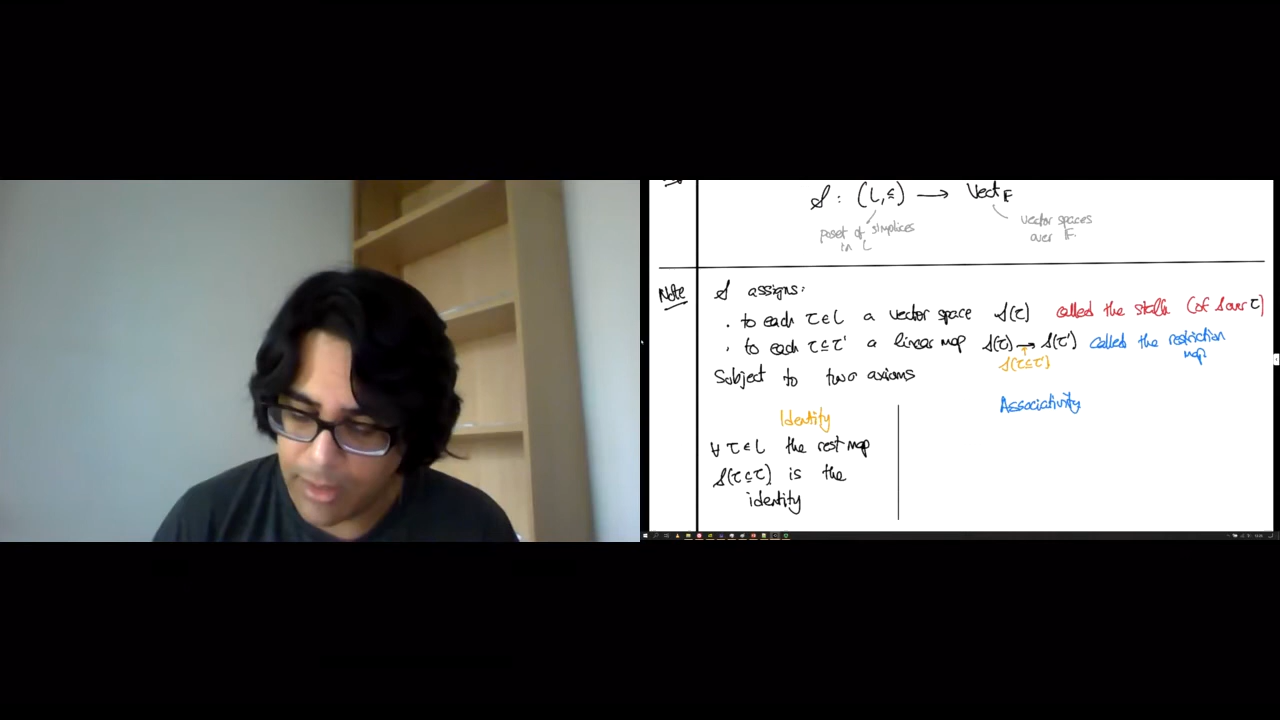 S : (L, ≤) ⟶ Vect_F
poset of simplices in L
vector spaces over F.
Note
S assigns:
· to each τ ∈ L a vector space S(τ) called the stalk (of S over τ)
· to each τ ⊆ τ' a linear map S(τ) → S(τ') called the restriction map
S(τ ⊆ τ')
Subject to two axioms
Identity
∀ τ ∈ L the rest map
S(τ ⊆ τ) is the
identity
Associativity